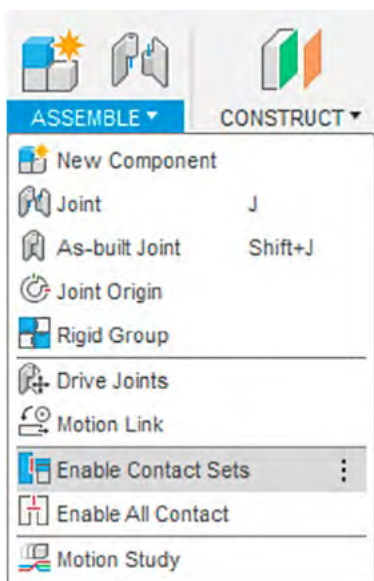 ASSEMBLE CONSTRUCT
New Component
Joint J
As-built Joint Shift+J
Joint Origin
Rigid Group
Drive Joints
Motion Link
Enable Contact Sets
Enable All Contact
Motion Study